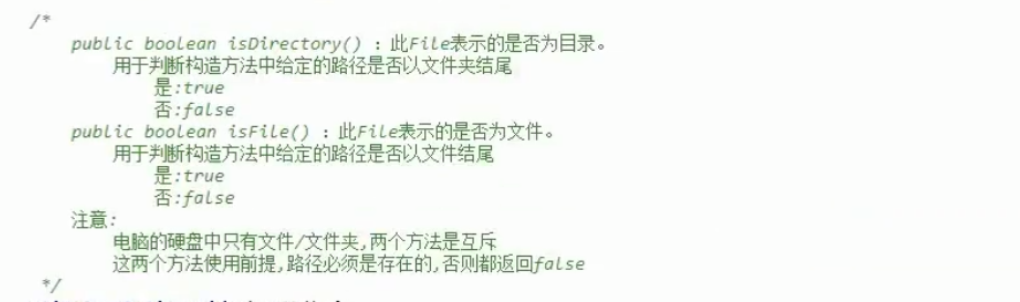 /*
public boolean isDirectory() ：此File表示的是否为目录。
用于判断构造方法中给定的路径是否以文件夹结尾
是:true
否:false
public boolean isFile() ：此File表示的是否为文件。
用于判断构造方法中给定的路径是否以文件结尾
是:true
否:false
注意:
电脑的硬盘中只有文件/文件夹,两个方法是互斥
这两个方法使用前提,路径必须是存在的,否则都返回false
*/